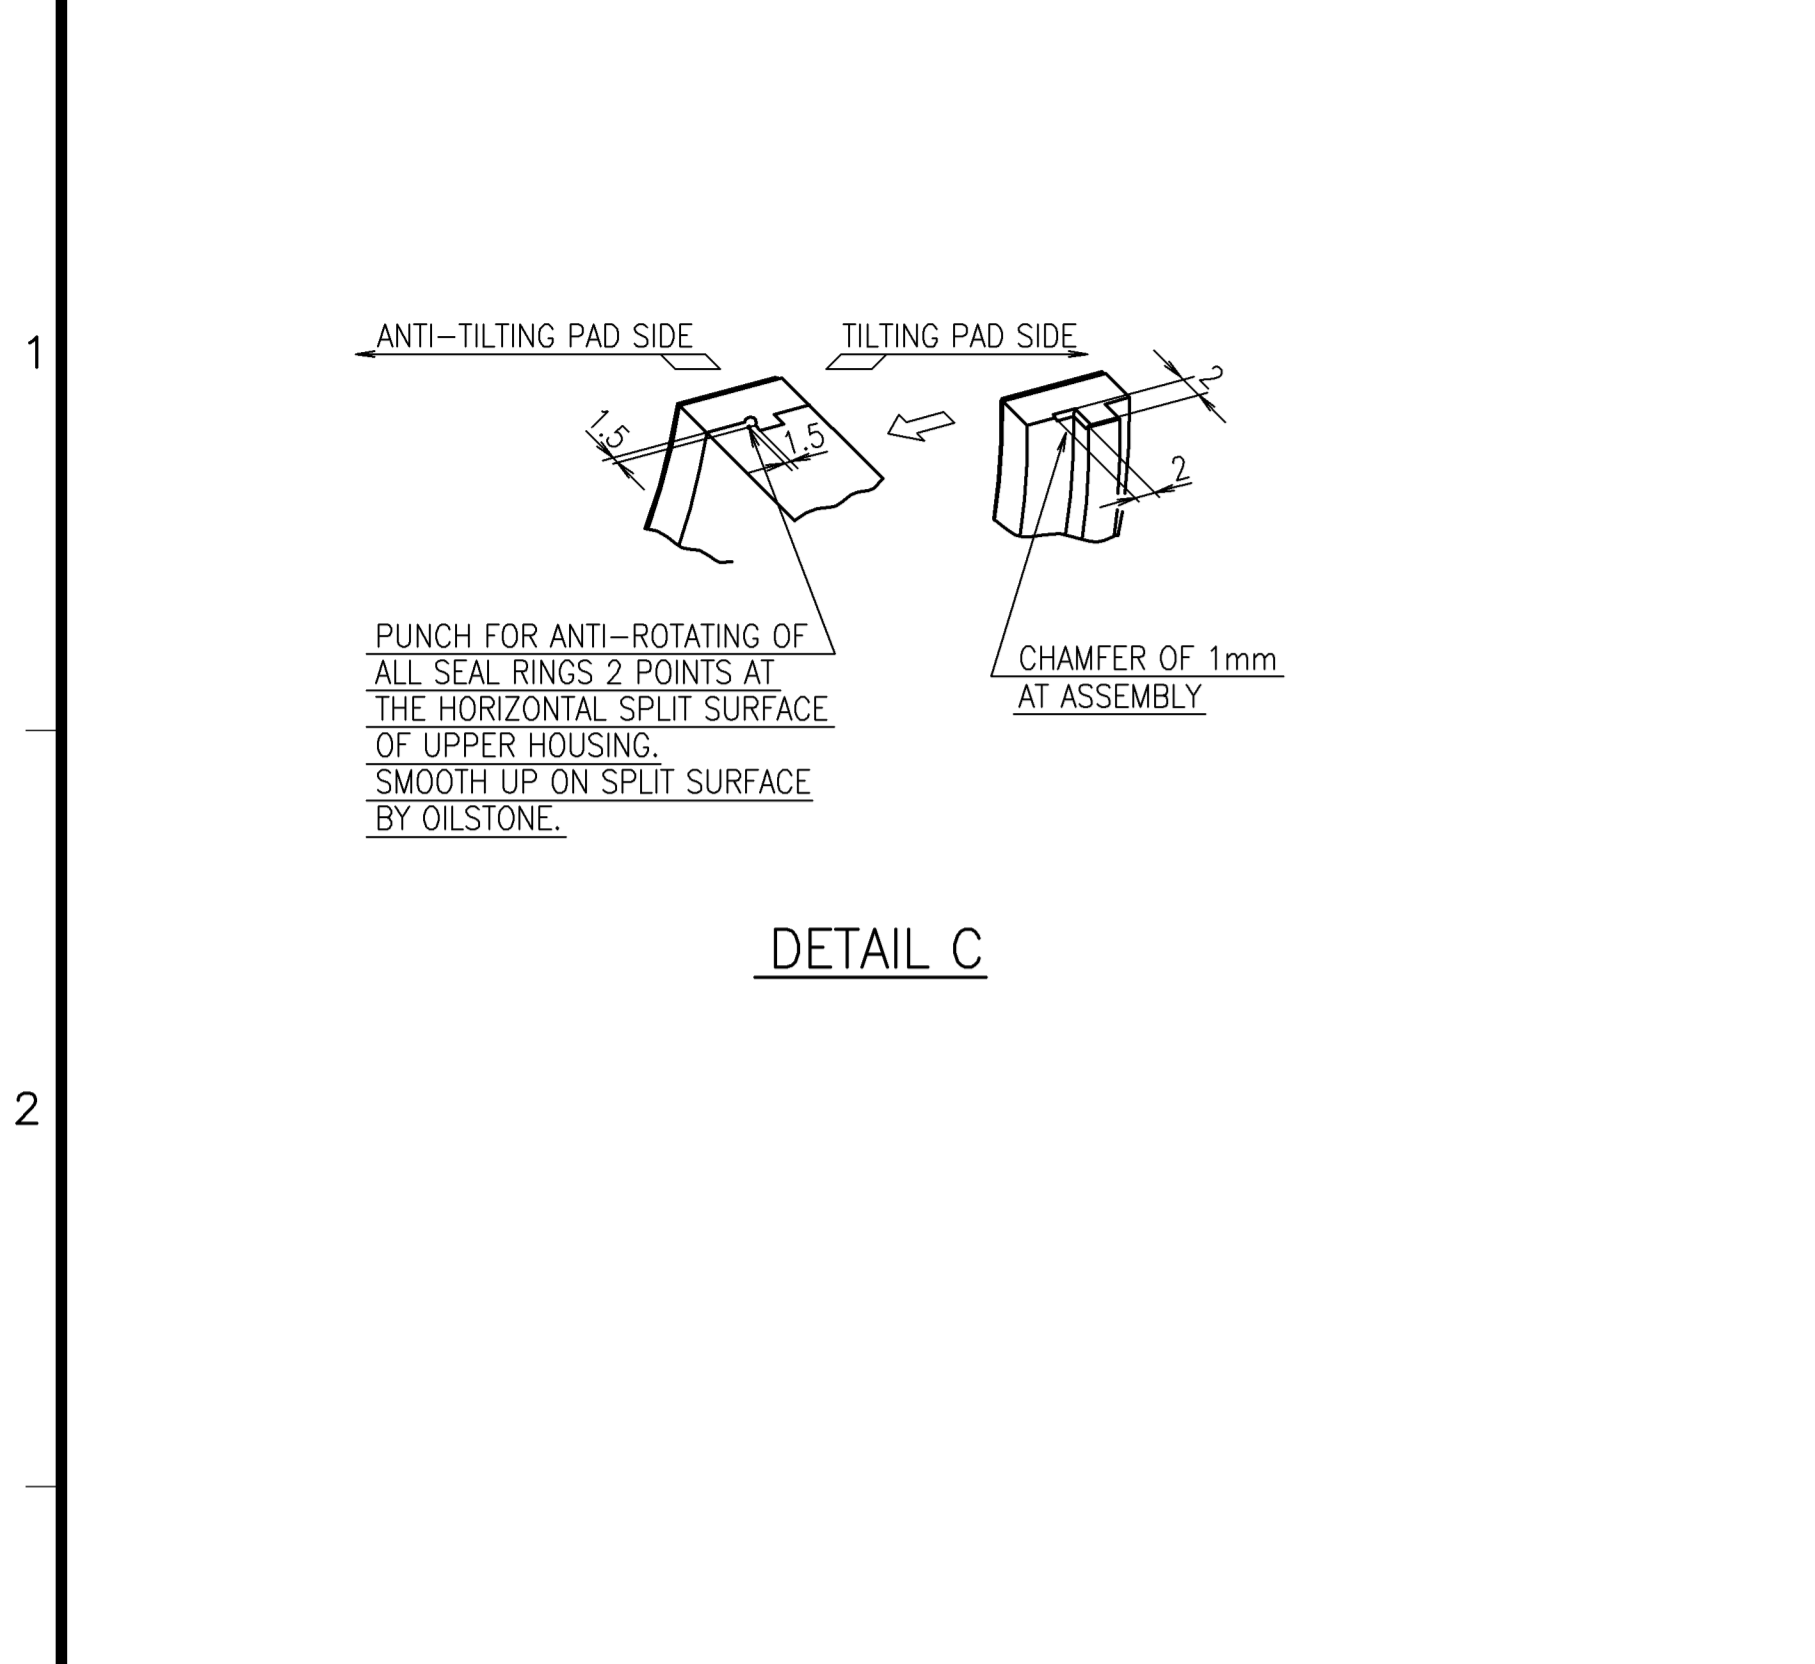 1
ANTI-TILTING PAD SIDE
TILTING PAD SIDE
1.5
1.5
2
2
PUNCH FOR ANTI-ROTATING OF
ALL SEAL RINGS 2 POINTS AT
THE HORIZONTAL SPLIT SURFACE
OF UPPER HOUSING.
SMOOTH UP ON SPLIT SURFACE
BY OILSTONE.
CHAMFER OF 1mm
AT ASSEMBLY
DETAIL C
2